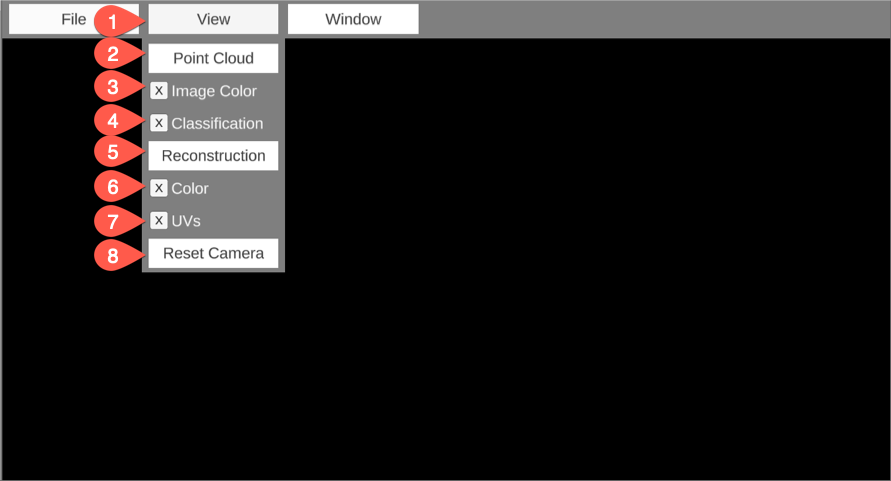 File 1 View Window
2 Point Cloud
3 X Image Color
4 X Classification
5 Reconstruction
6 X Color
7 X UVs
8 Reset Camera